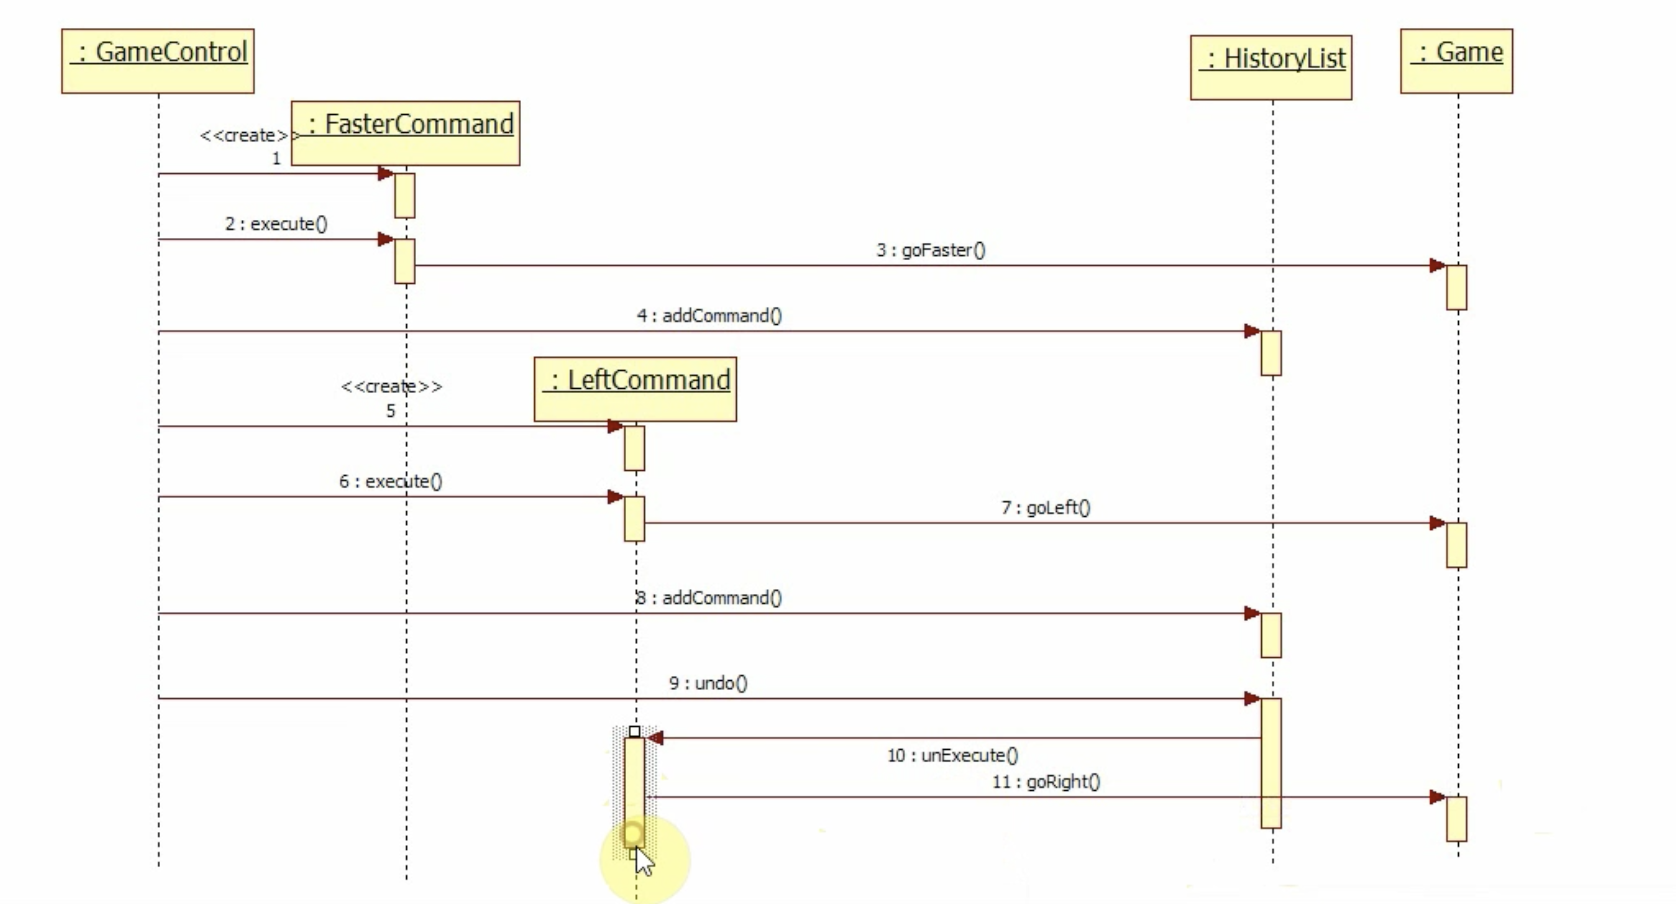 : GameControl
: HistoryList
: Game
: FasterCommand
<<create>>
1
2 : execute()
3 : goFaster()
4 : addCommand()
: LeftCommand
<<create>>
5
6 : execute()
7 : goLeft()
8 : addCommand()
9 : undo()
10 : unExecute()
11 : goRight()